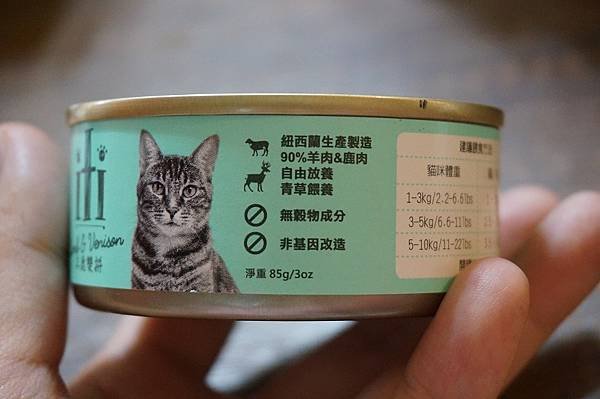 & Venison
雙拼
紐西蘭生產製造
90%羊肉&鹿肉
自由放養
青草餵養
無穀物成分
非基因改造
淨重 85g/3oz
建議餵食
貓咪體重
1-3kg/2.2-6.6lbs
3-5kg/6.6-11lbs
5-10kg/11-22lbs